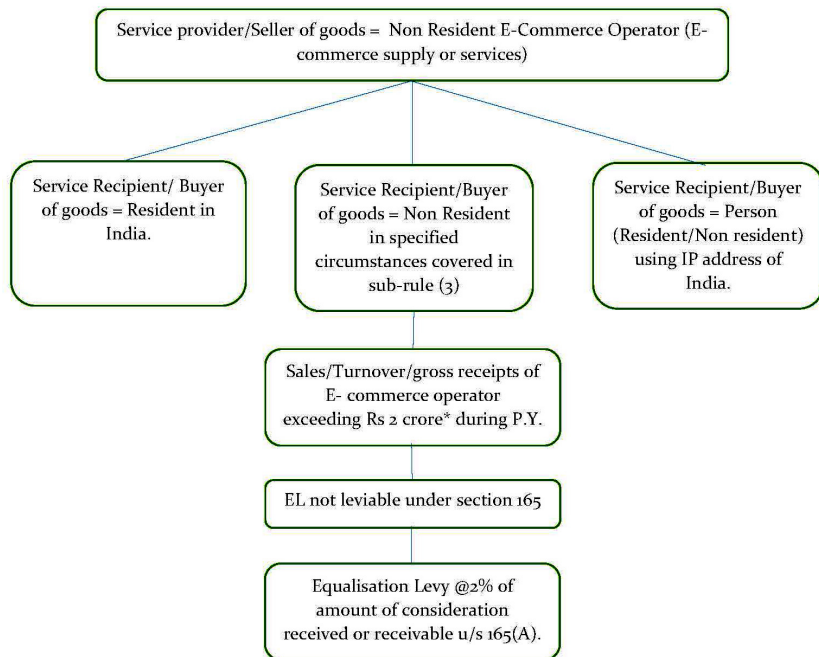 Service provider/Seller of goods = Non Resident E-Commerce Operator (E-
commerce supply or services)
Service Recipient/ Buyer
of goods = Resident in
India.
Service Recipient/Buyer
of goods = Non Resident
in specified
circumstances covered in
sub-rule (3)
Service Recipient/Buyer
of goods = Person
(Resident/Non resident)
using IP address of
India.
Sales/Turnover/gross receipts of
E- commerce operator
exceeding Rs 2 crore* during P.Y.
EL not leviable under section 165
Equalisation Levy @2% of
amount of consideration
received or receivable u/s 165(A).